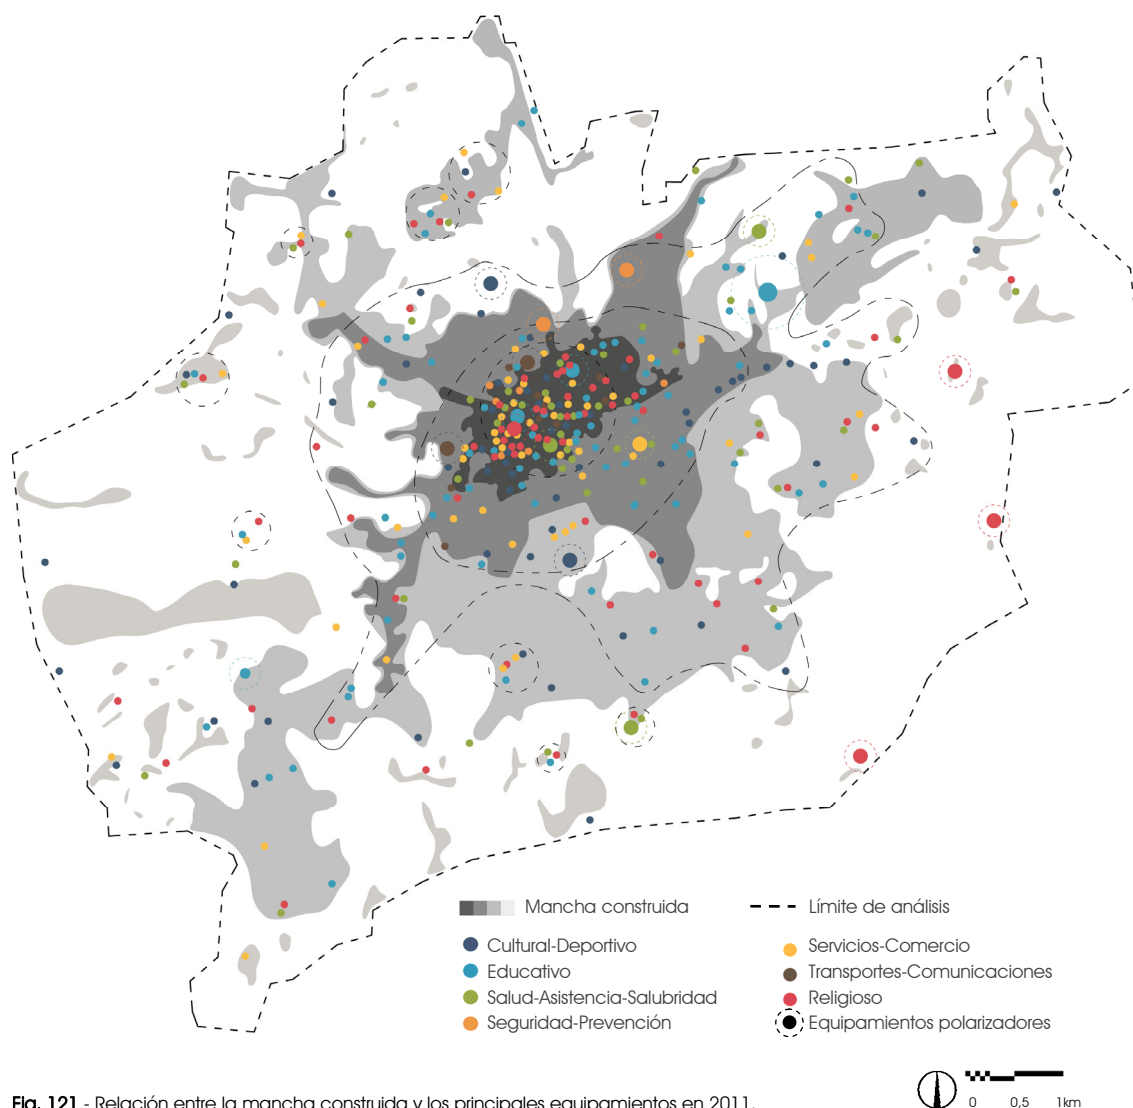 Mancha construida
Límite de análisis
Cultural-Deportivo
Educativo
Salud-Asistencia-Salubridad
Seguridad-Prevención
Servicios-Comercio
Transportes-Comunicaciones
Religioso
Equipamientos polarizadores
0 0,5 1km
Fig. 121 - Relación entre la mancha construida y los principales equipamientos en 2011.